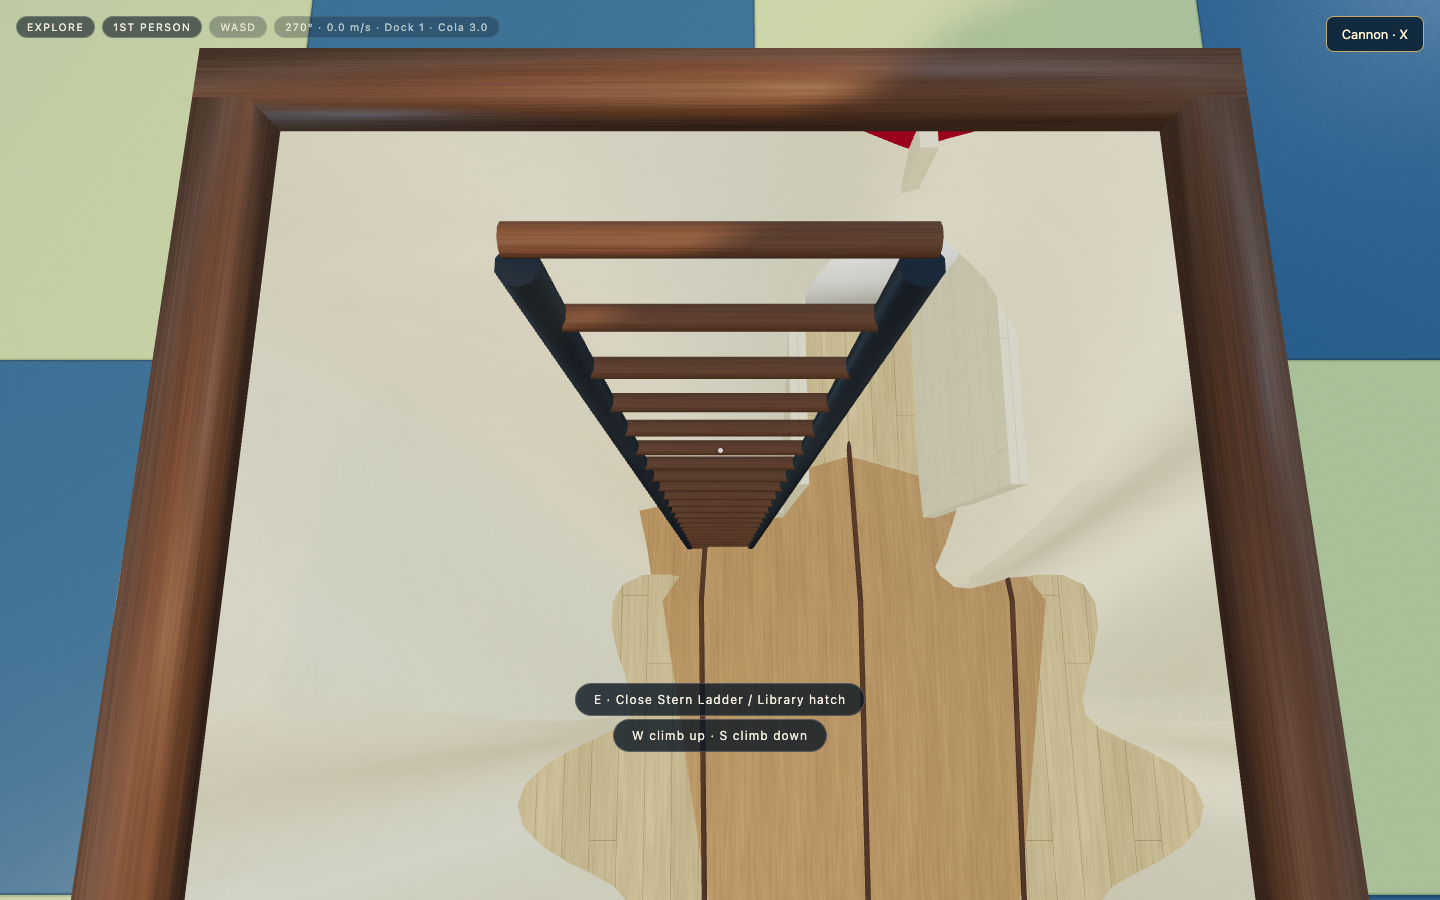 EXPLORE
1ST PERSON
WASD
270° · 0.0 m/s · Dock 1 · Cola 3.0
Cannon · X
E · Close Stern Ladder / Library hatch
W climb up · S climb down